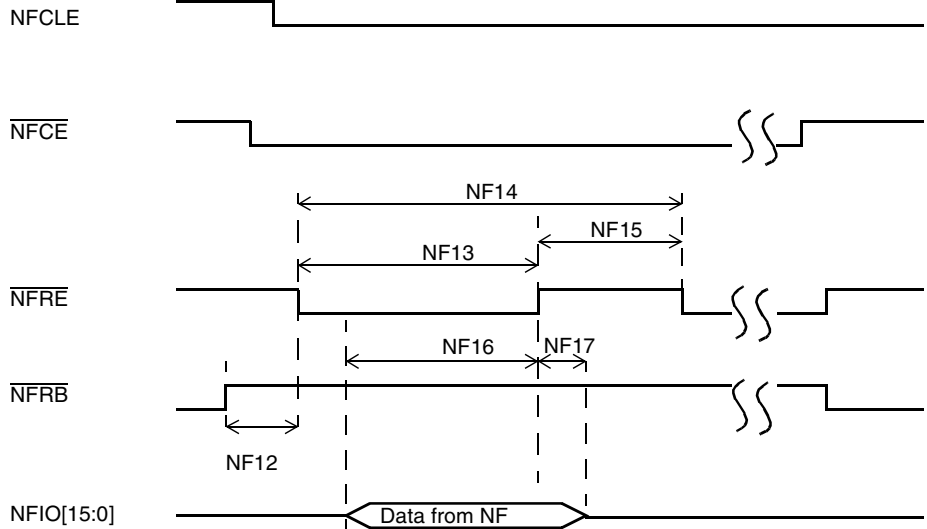 NFCLE
NFCE
NF14
NF15
NF13
NFRE
NF16
NF17
NFRB
NF12
NFIO[15:0]
Data from NF